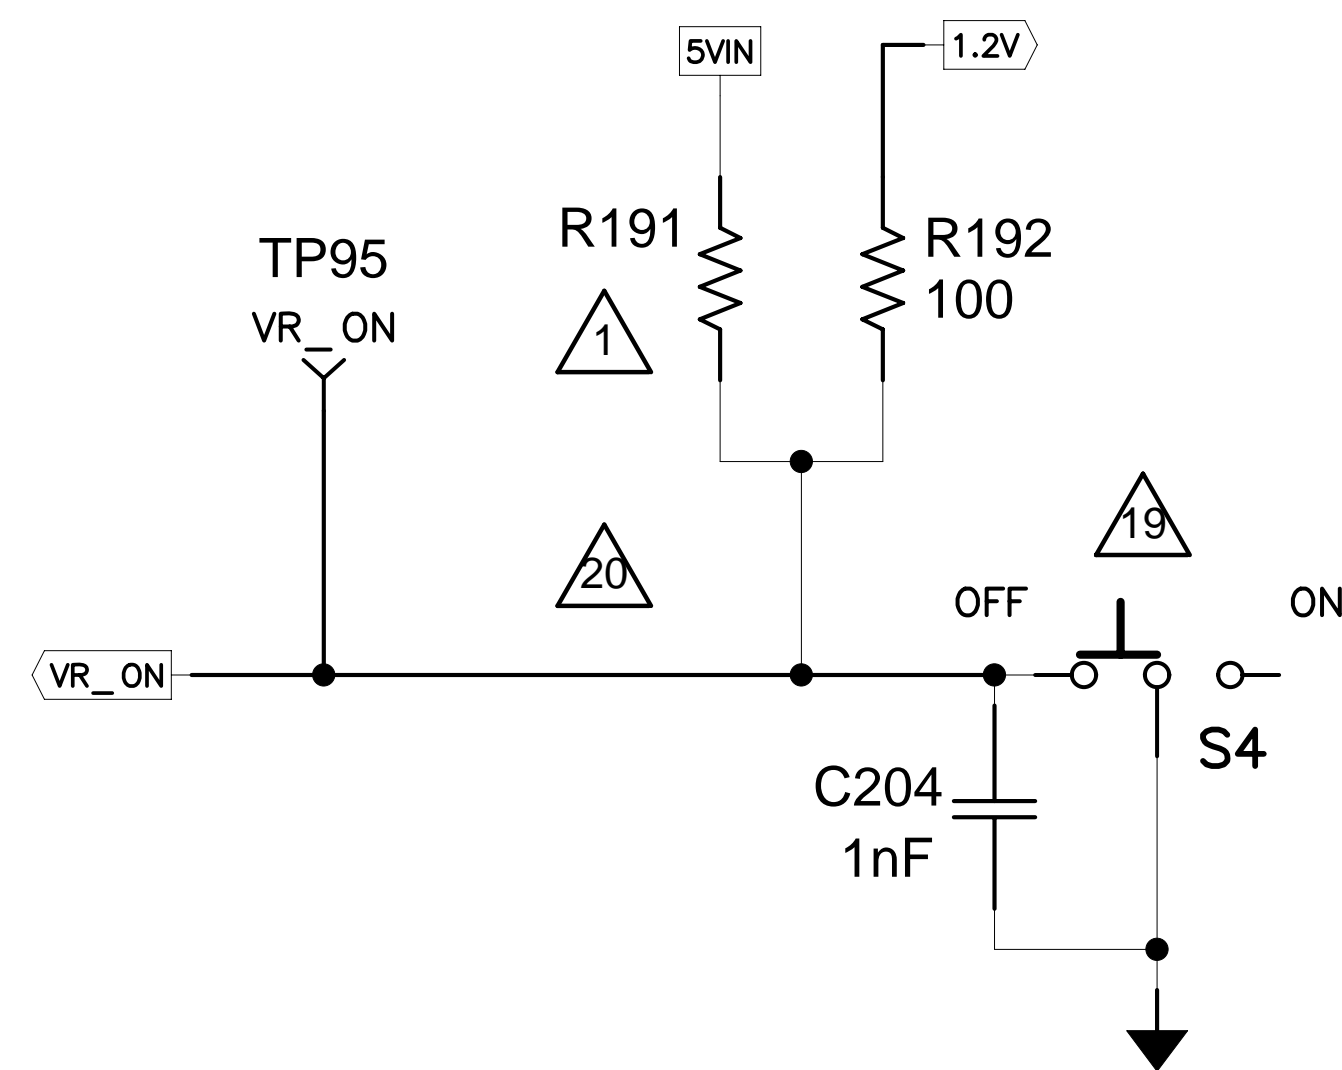 5VIN
1.2V
R191
R192
100
TP95
VR_ON
1
19
20
OFF
ON
VR_ON
S4
C204
1nF